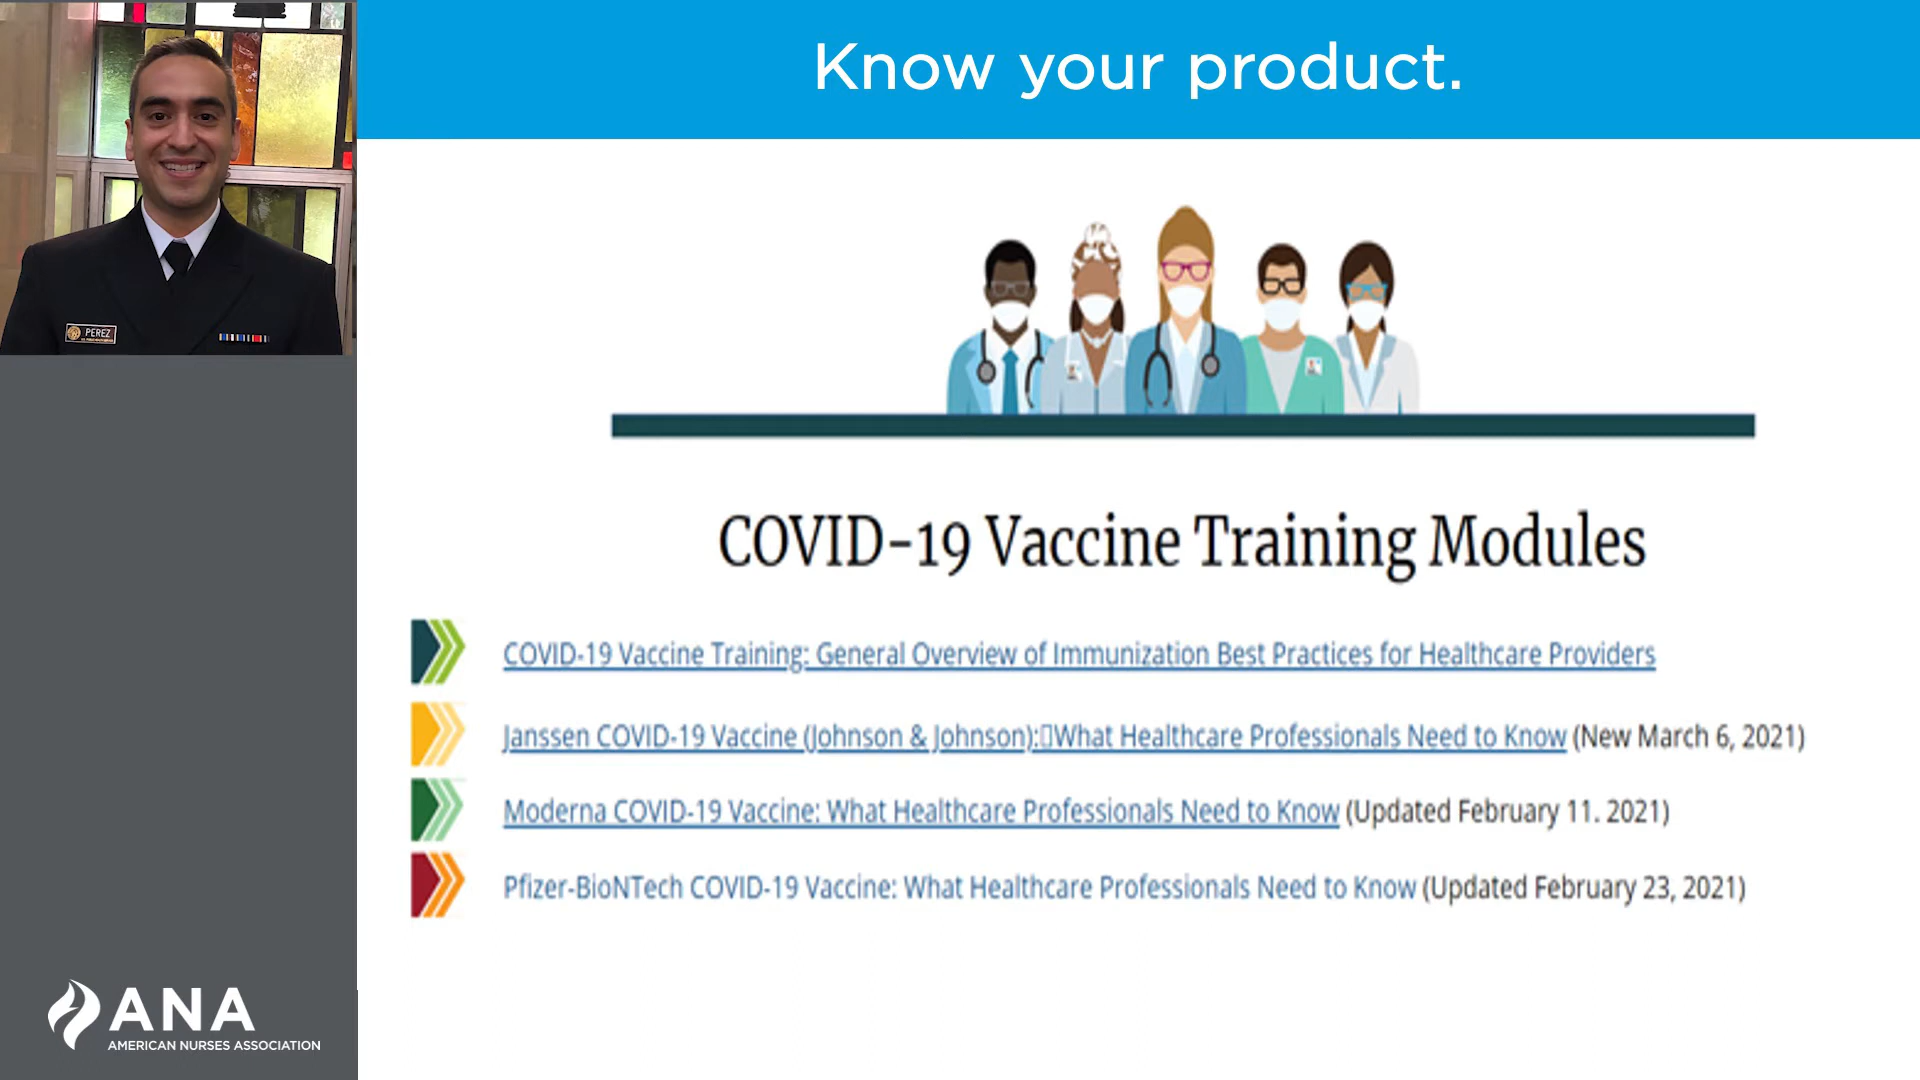 Know your product.
PEREZ
COVID-19 Vaccine Training Modules
COVID-19 Vaccine Training: General Overview of Immunization Best Practices for Healthcare Providers
Janssen COVID-19 Vaccine (Johnson & Johnson):▯What Healthcare Professionals Need to Know (New March 6, 2021)
Moderna COVID-19 Vaccine: What Healthcare Professionals Need to Know (Updated February 11. 2021)
Pfizer-BioNTech COVID-19 Vaccine: What Healthcare Professionals Need to Know (Updated February 23, 2021)
ANA
AMERICAN NURSES ASSOCIATION